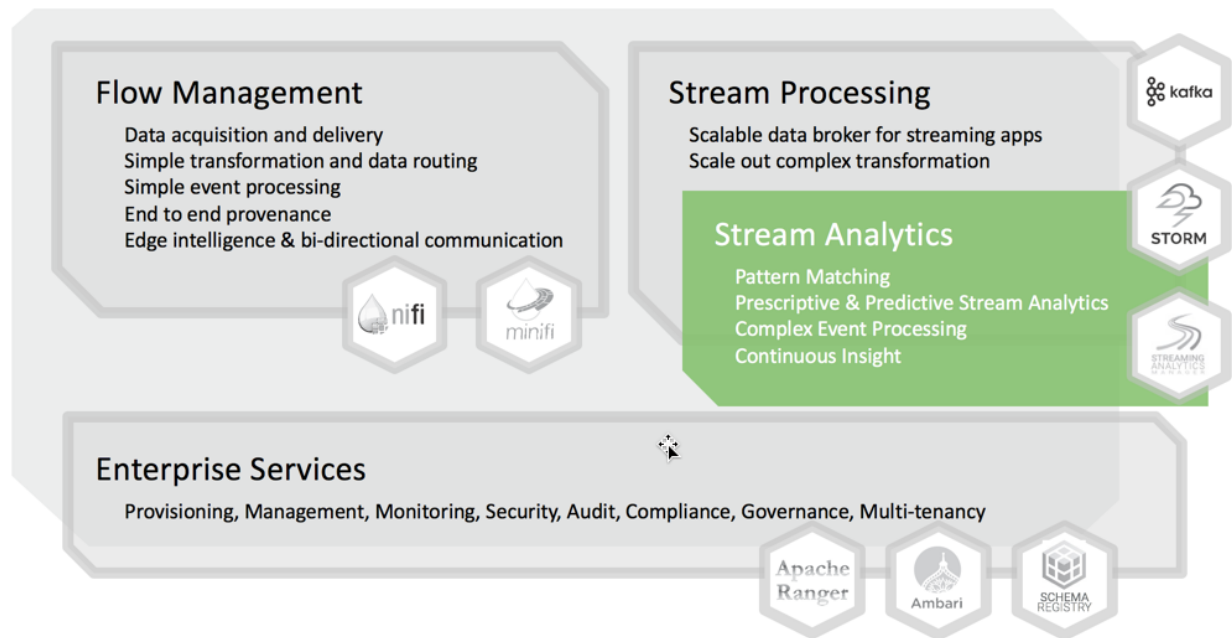 Flow Management
Data acquisition and delivery
Simple transformation and data routing
Simple event processing
End to end provenance
Edge intelligence & bi-directional communication
nifi
minifi
Stream Processing
Scalable data broker for streaming apps
Scale out complex transformation
kafka
STORM
Stream Analytics
Pattern Matching
Prescriptive & Predictive Stream Analytics
Complex Event Processing
Continuous Insight
STREAMING
ANALYTICS
MANAGER
Enterprise Services
Provisioning, Management, Monitoring, Security, Audit, Compliance, Governance, Multi-tenancy
Apache
Ranger
Ambari
SCHEMA
REGISTRY